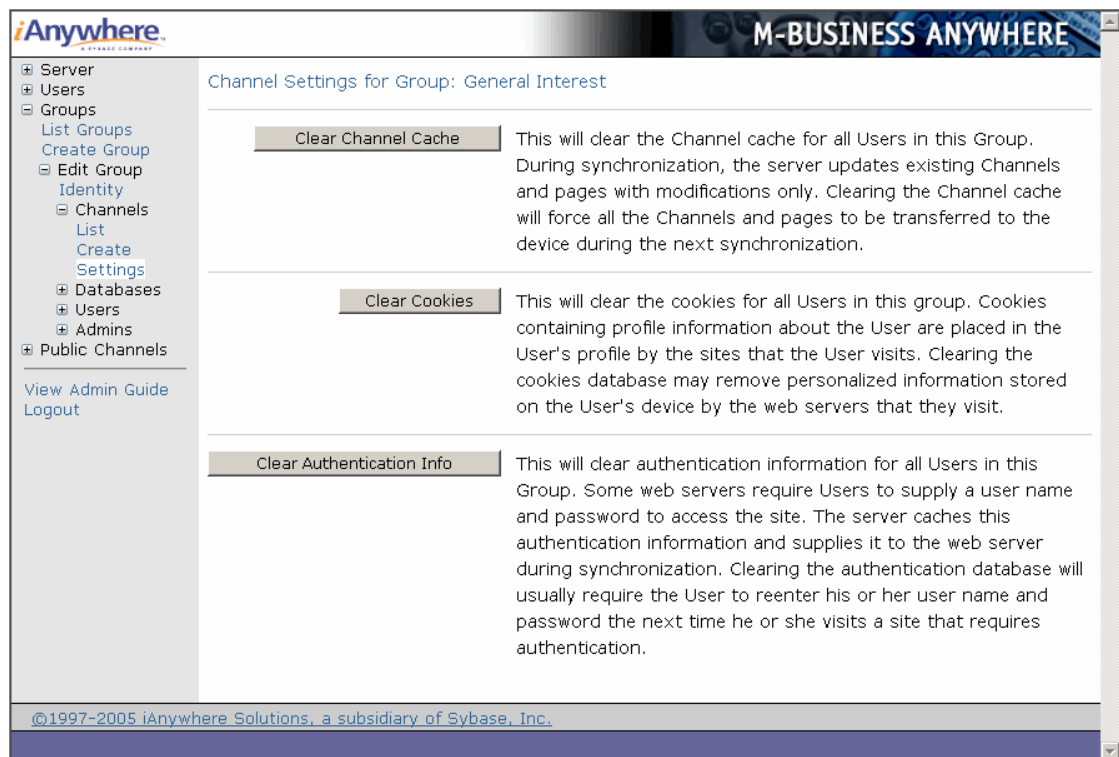 iAnywhere.
A SYBASE COMPANY
M-BUSINESS ANYWHERE
Server
Users
Groups
List Groups
Create Group
Edit Group
Identity
Channels
List
Create
Settings
Databases
Users
Admins
Public Channels
View Admin Guide
Logout
Channel Settings for Group: General Interest
Clear Channel Cache
This will clear the Channel cache for all Users in this Group.
During synchronization, the server updates existing Channels
and pages with modifications only. Clearing the Channel cache
will force all the Channels and pages to be transferred to the
device during the next synchronization.
Clear Cookies
This will clear the cookies for all Users in this group. Cookies
containing profile information about the User are placed in the
User's profile by the sites that the User visits. Clearing the
cookies database may remove personalized information stored
on the User's device by the web servers that they visit.
Clear Authentication Info
This will clear authentication information for all Users in this
Group. Some web servers require Users to supply a user name
and password to access the site. The server caches this
authentication information and supplies it to the web server
during synchronization. Clearing the authentication database will
usually require the User to reenter his or her user name and
password the next time he or she visits a site that requires
authentication.
©1997-2005 iAnywhere Solutions, a subsidiary of Sybase, Inc.